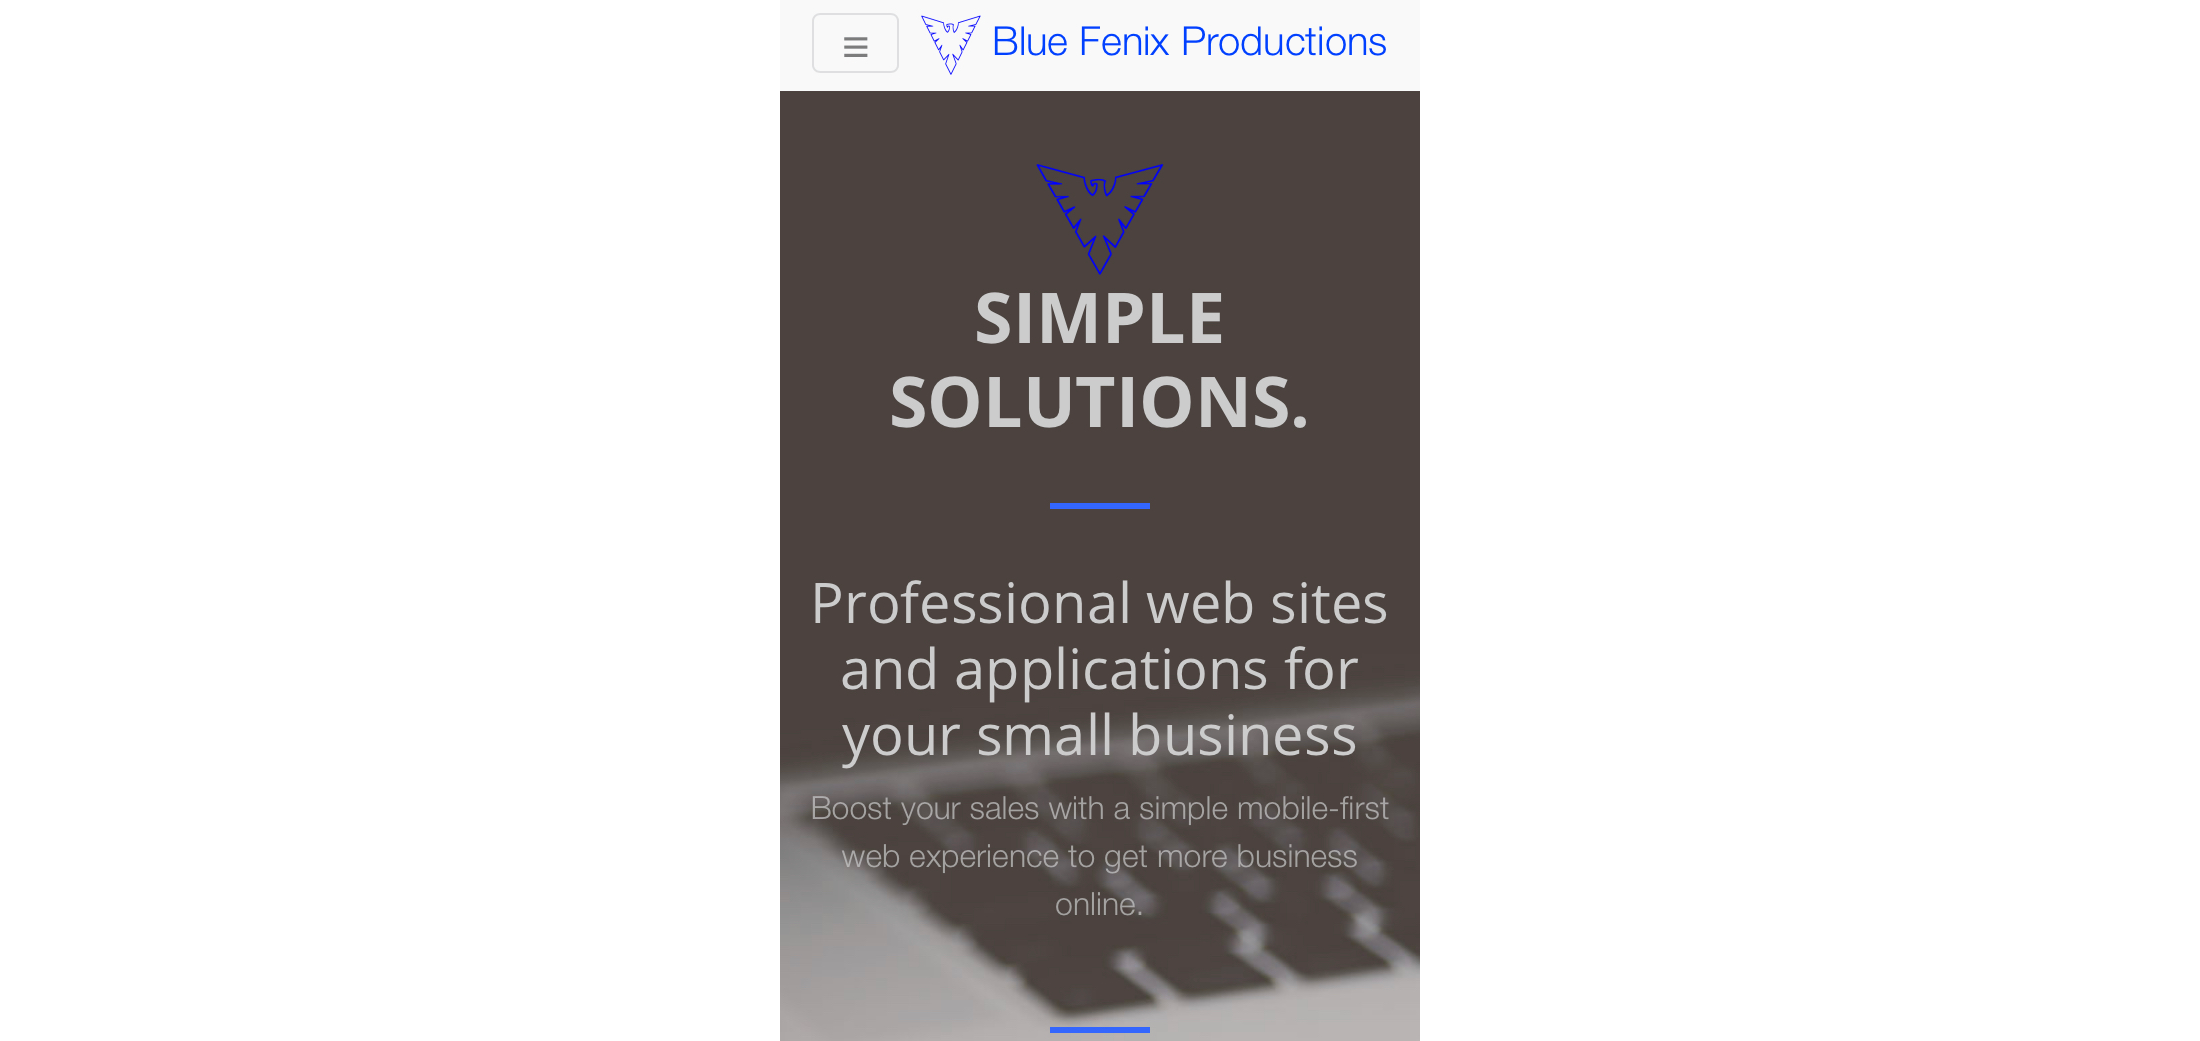 Blue Fenix Productions
SIMPLE
SOLUTIONS.
Professional web sites
and applications for
your small business
Boost your sales with a simple mobile-first
web experience to get more business
online.